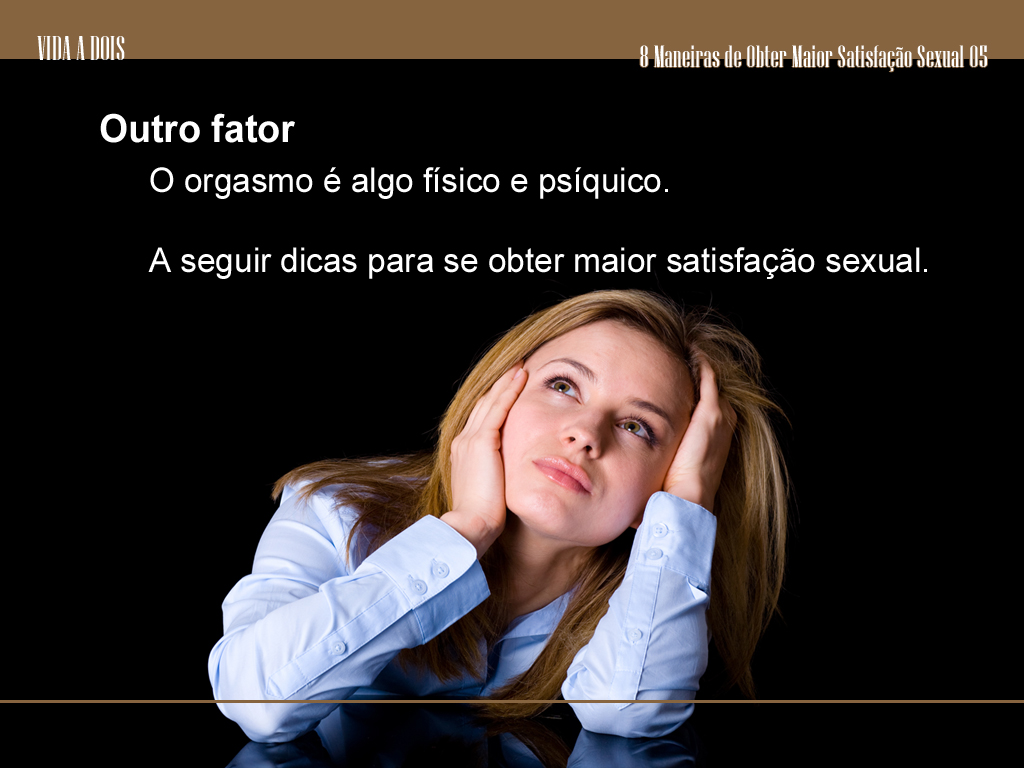 VIDA A DOIS
8 Maneiras de Obter Maior Satisfação Sexual 05
Outro fator
O orgasmo é algo físico e psíquico.
A seguir dicas para se obter maior satisfação sexual.